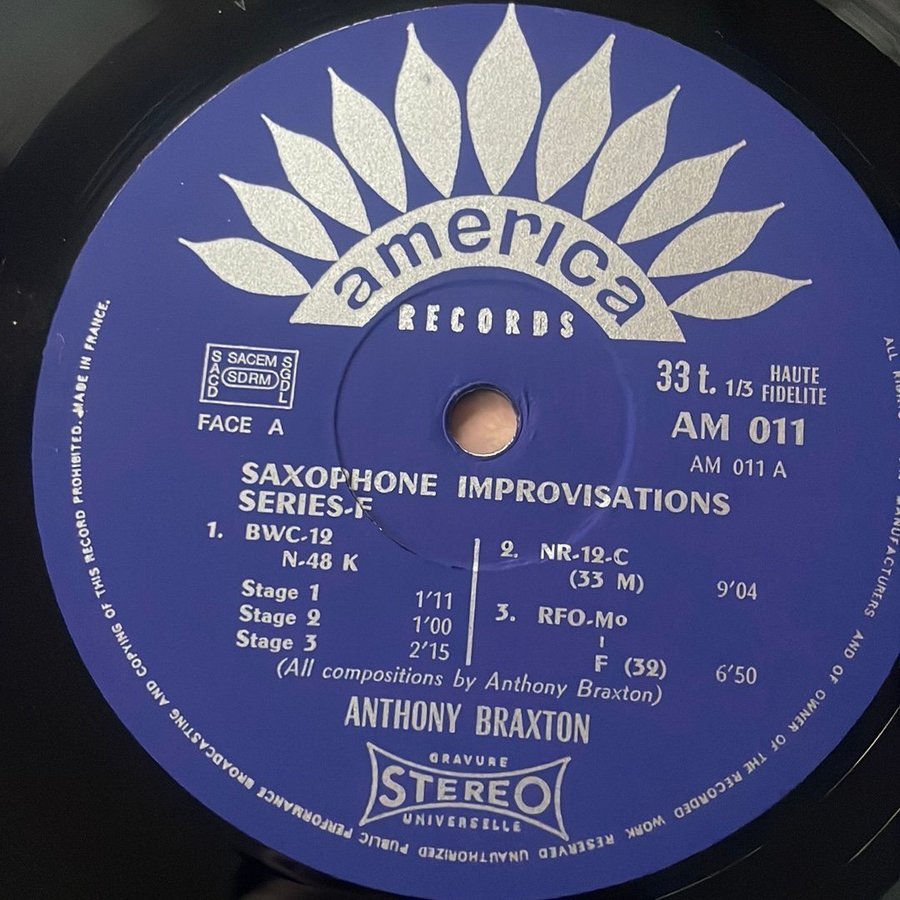 america
RECORDS
SACEM
SACD
SDRM
SGDL
FACE A
33 t. 1/3 HAUTE FIDELITE
AM 011
AM 011 A
SAXOPHONE IMPROVISATIONS
SERIES-F
1. BWC-12
N-48 K
Stage 1 1'11
Stage 2 1'00
Stage 3 2'15
2. NR-12-C
(33 M) 9'04
3. RFO-Mo
I
F (32) 6'50
(All compositions by Anthony Braxton)
ANTHONY BRAXTON
GRAVURE
STEREO
UNIVERSELLE
ALL MANUFACTURERS AND OF OWNER OF THE RECORDED WORK RESERVED UNAUTHORIZED PUBLIC PERFORMANCE BROADCASTING AND COPYING OF THIS RECORD PROHIBITED. MADE IN FRANCE.